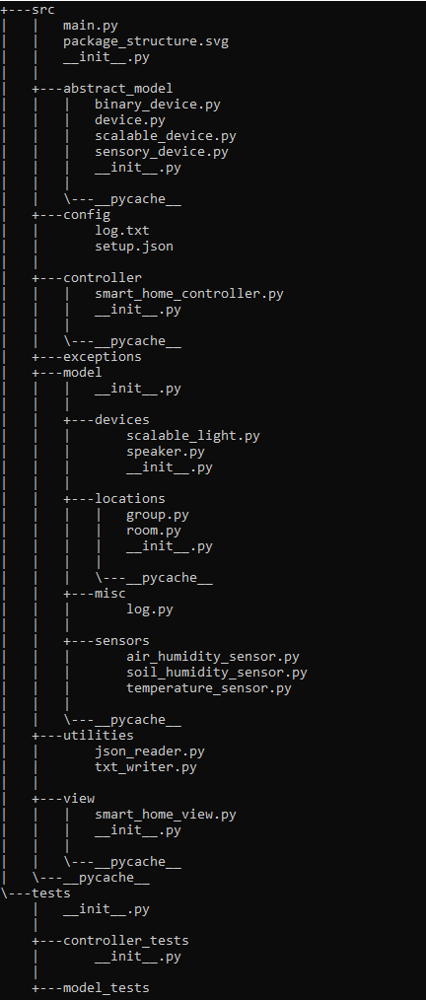 +---src
|   |   main.py
|   |   package_structure.svg
|   |   __init__.py
|   |
|   +---abstract_model
|   |   |   binary_device.py
|   |   |   device.py
|   |   |   scalable_device.py
|   |   |   sensory_device.py
|   |   |   __init__.py
|   |   |
|   |   \---__pycache__
|   +---config
|   |       log.txt
|   |       setup.json
|   |
|   +---controller
|   |   |   smart_home_controller.py
|   |   |   __init__.py
|   |   |
|   |   \---__pycache__
|   +---exceptions
|   +---model
|   |   |   __init__.py
|   |   |
|   |   +---devices
|   |   |       scalable_light.py
|   |   |       speaker.py
|   |   |       __init__.py
|   |   |
|   |   +---locations
|   |   |   |   group.py
|   |   |   |   room.py
|   |   |   |   __init__.py
|   |   |   |
|   |   |   \---__pycache__
|   |   +---misc
|   |   |       log.py
|   |   |
|   |   +---sensors
|   |   |       air_humidity_sensor.py
|   |   |       soil_humidity_sensor.py
|   |   |       temperature_sensor.py
|   |   |
|   |   \---__pycache__
|   +---utilities
|   |       json_reader.py
|   |       txt_writer.py
|   |
|   +---view
|   |   |   smart_home_view.py
|   |   |   __init__.py
|   |   |
|   |   \---__pycache__
|   \---__pycache__
\---tests
    |   __init__.py
    |
    +---controller_tests
    |       __init__.py
    |
    +---model_tests